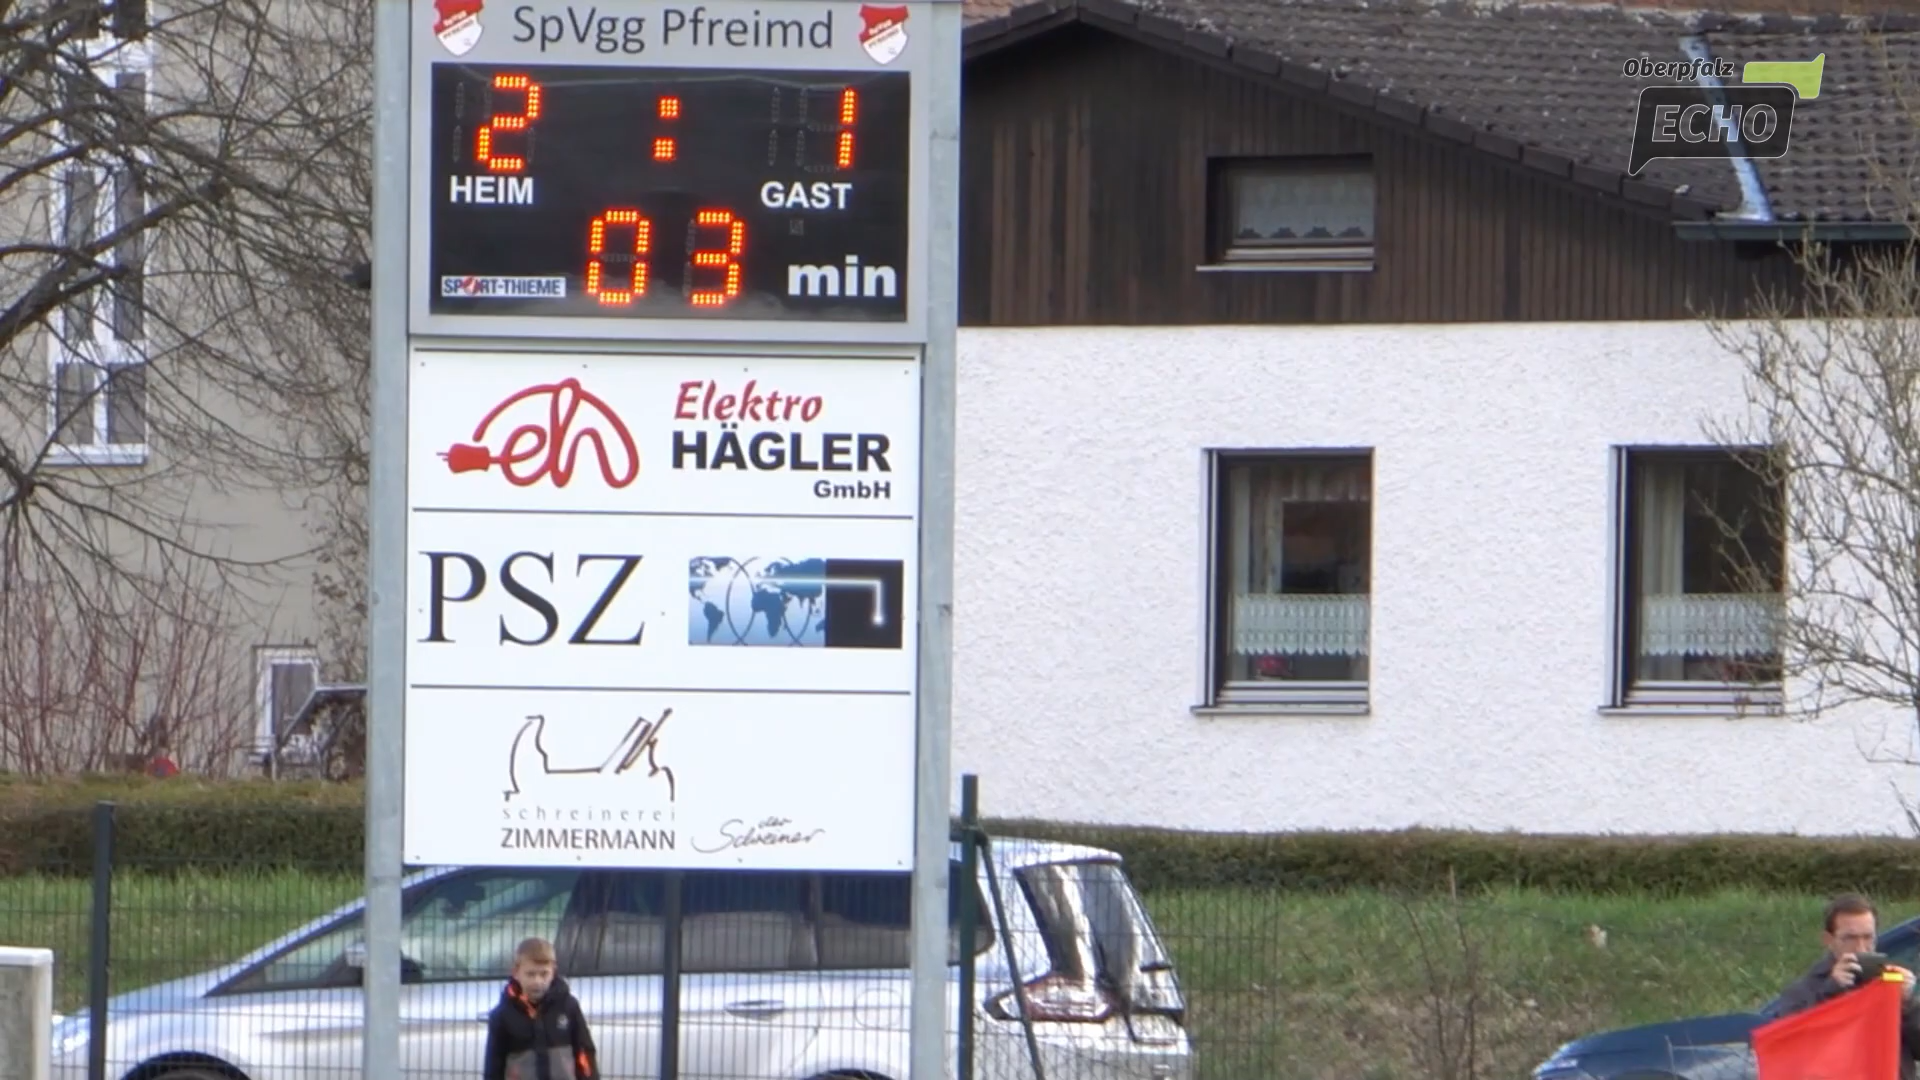 SpVgg Pfreimd
2 : 1
HEIM GAST
03 min
SPORT-THIEME
eh Elektro
HÄGLER
GmbH
PSZ
schreinerei
ZIMMERMANN
der Schreiner
Oberpfalz
ECHO